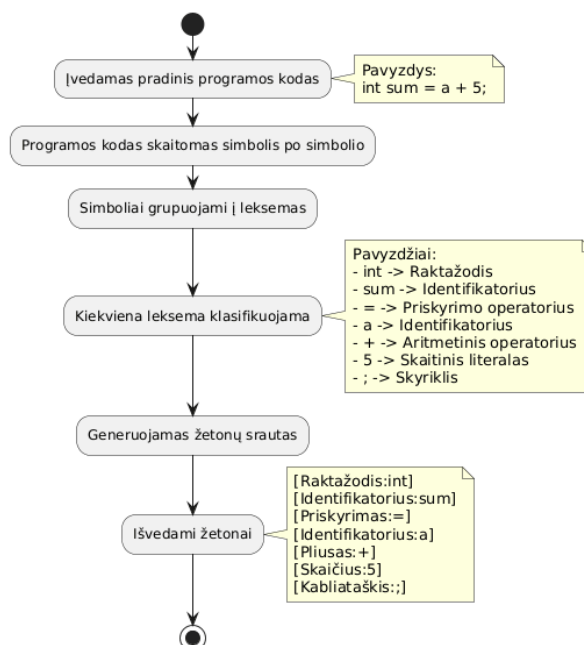 Įvedamas pradinis programos kodas
Pavyzdys:
int sum = a + 5;
Programos kodas skaitomas simbolis po simbolio
Simboliai grupuojami į leksemas
Kiekviena leksema klasifikuojama
Pavyzdžiai:
- int -> Raktažodis
- sum -> Identifikatorius
- = -> Priskyrimo operatorius
- a -> Identifikatorius
- + -> Aritmetinis operatorius
- 5 -> Skaitinis literalas
- ; -> Skyriklis
Generuojamas žetonų srautas
Išvedami žetonai
[Raktažodis:int]
[Identifikatorius:sum]
[Priskyrimas:=]
[Identifikatorius:a]
[Pliusas:+]
[Skaičius:5]
[Kabliataškis:;]